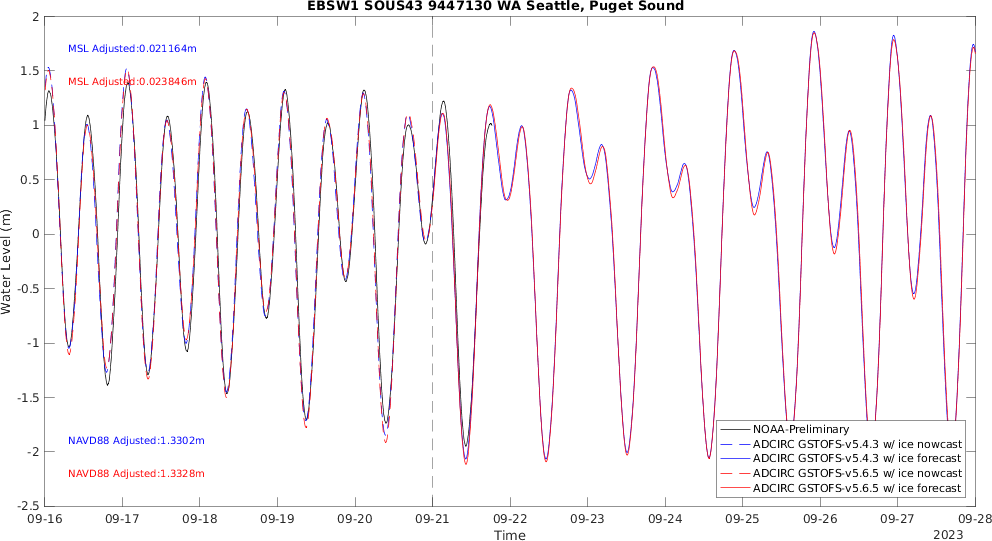 EBSW1 SOUS43 9447130 WA Seattle, Puget Sound
2
1.5
1
0.5
0
-0.5
-1
-1.5
-2
-2.5
Water Level (m)
MSL Adjusted:0.021164m
MSL Adjusted:0.023846m
NAVD88 Adjusted:1.3302m
NAVD88 Adjusted:1.3328m
NOAA-Preliminary
ADCIRC GSTOFS-v5.4.3 w/ ice nowcast
ADCIRC GSTOFS-v5.4.3 w/ ice forecast
ADCIRC GSTOFS-v5.6.5 w/ ice nowcast
ADCIRC GSTOFS-v5.6.5 w/ ice forecast
09-16 09-17 09-18 09-19 09-20 09-21 09-22 09-23 09-24 09-25 09-26 09-27 09-28
Time
2023